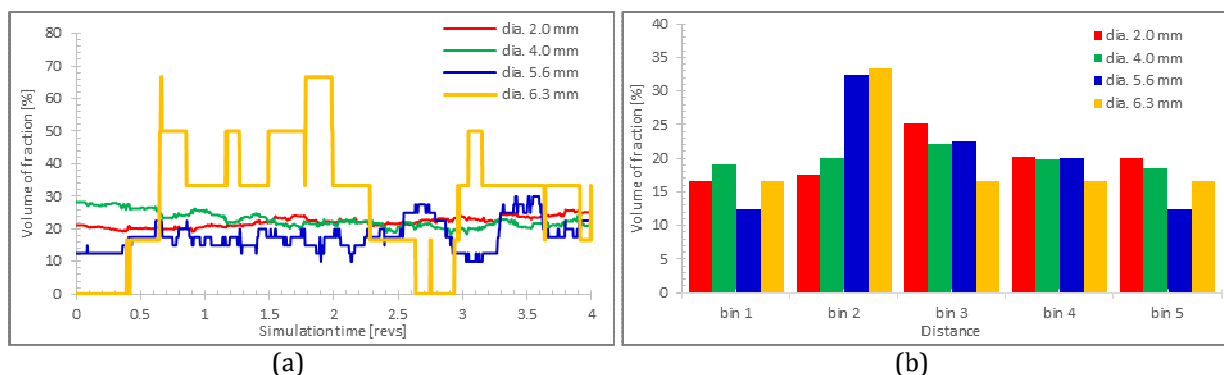 80
70
60
50
40
30
20
10
0
Volume of fraction [%]
dia. 2.0 mm
dia. 4.0 mm
dia. 5.6 mm
dia. 6.3 mm
0 0.5 1 1.5 2 2.5 3 3.5 4
Simulation time [revs]
(a)
40
35
30
25
20
15
10
5
0
Volume of fraction [%]
dia. 2.0 mm
dia. 4.0 mm
dia. 5.6 mm
dia. 6.3 mm
bin 1 bin 2 bin 3 bin 4 bin 5
Distance
(b)